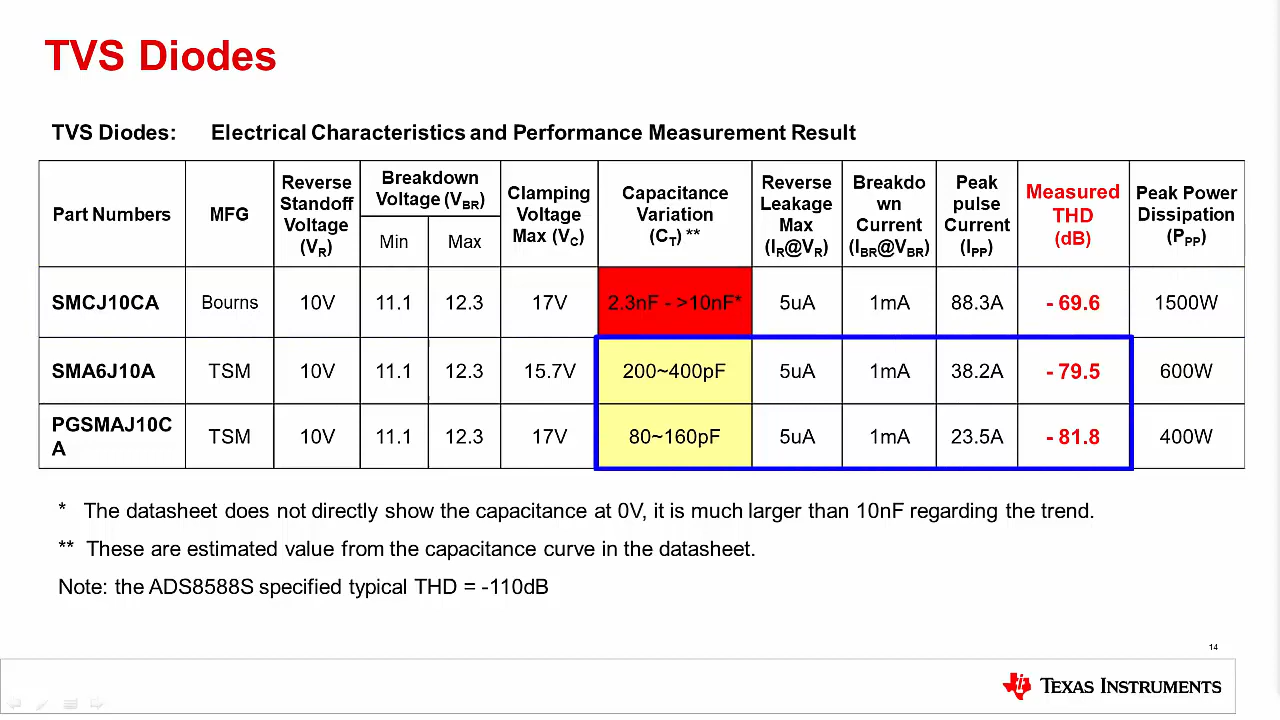 TVS Diodes
TVS Diodes: Electrical Characteristics and Performance Measurement Result
Part Numbers
MFG
Reverse
Standoff
Voltage
(VR)
Breakdown
Voltage (VBR)
Min
Max
Clamping
Voltage
Max (VC)
Capacitance
Variation
(CT) **
Reverse
Leakage
Max
(IR@VR)
Breakdo
wn
Current
(IBR@VBR)
Peak
pulse
Current
(IPP)
Measured
THD
(dB)
Peak Power
Dissipation
(PPP)
SMCJ10CA Bourns 10V 11.1 12.3 17V 2.3nF - >10nF* 5uA 1mA 88.3A - 69.6 1500W
SMA6J10A TSM 10V 11.1 12.3 15.7V 200~400pF 5uA 1mA 38.2A - 79.5 600W
PGSMAJ10C
A
TSM 10V 11.1 12.3 17V 80~160pF 5uA 1mA 23.5A - 81.8 400W
* The datasheet does not directly show the capacitance at 0V, it is much larger than 10nF regarding the trend.
** These are estimated value from the capacitance curve in the datasheet.
Note: the ADS8588S specified typical THD = -110dB
14
TEXAS INSTRUMENTS